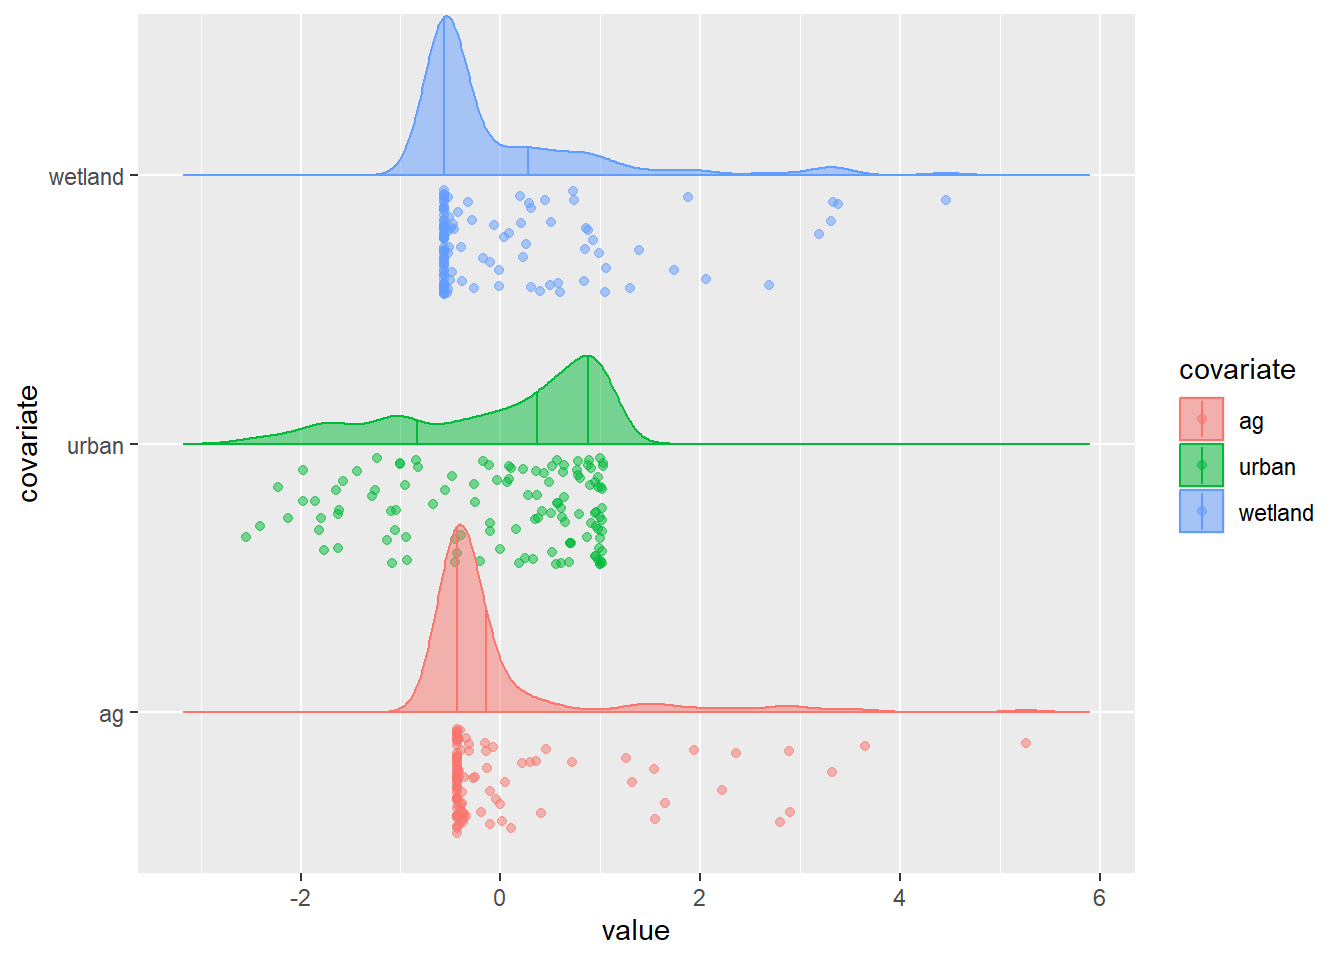 wetland
urban
ag
covariate
-2 0 2 4 6
value
covariate
ag
urban
wetland